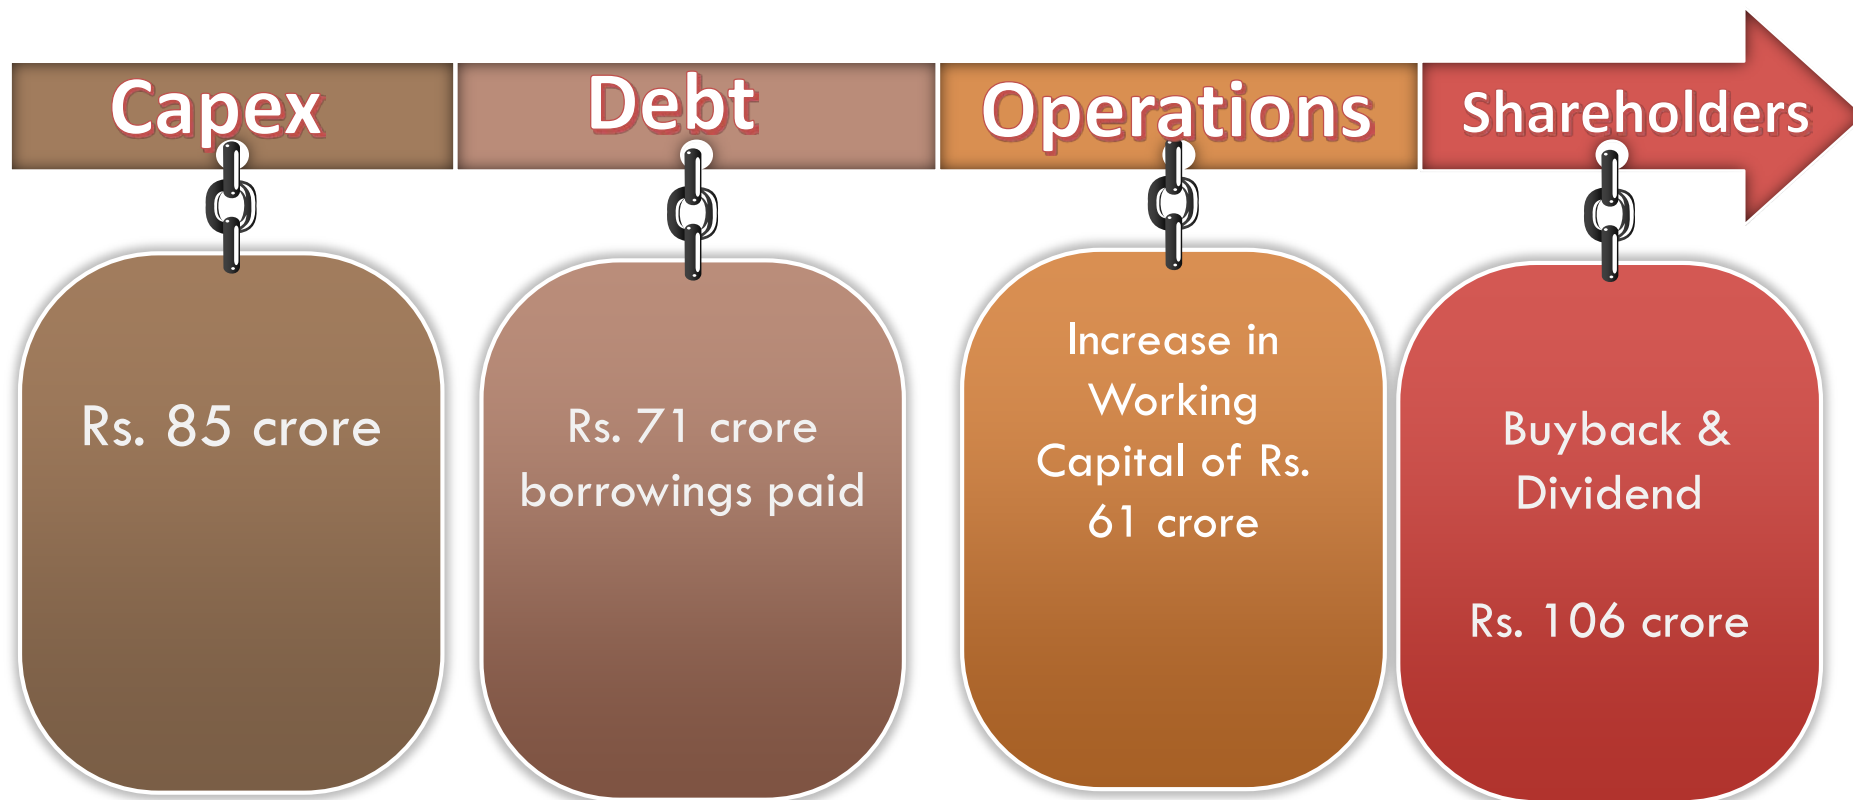 Capex
Debt
Operations
Shareholders
Rs. 85 crore
Rs. 71 crore
borrowings paid
Increase in
Working
Capital of Rs.
61 crore
Buyback &
Dividend
Rs. 106 crore